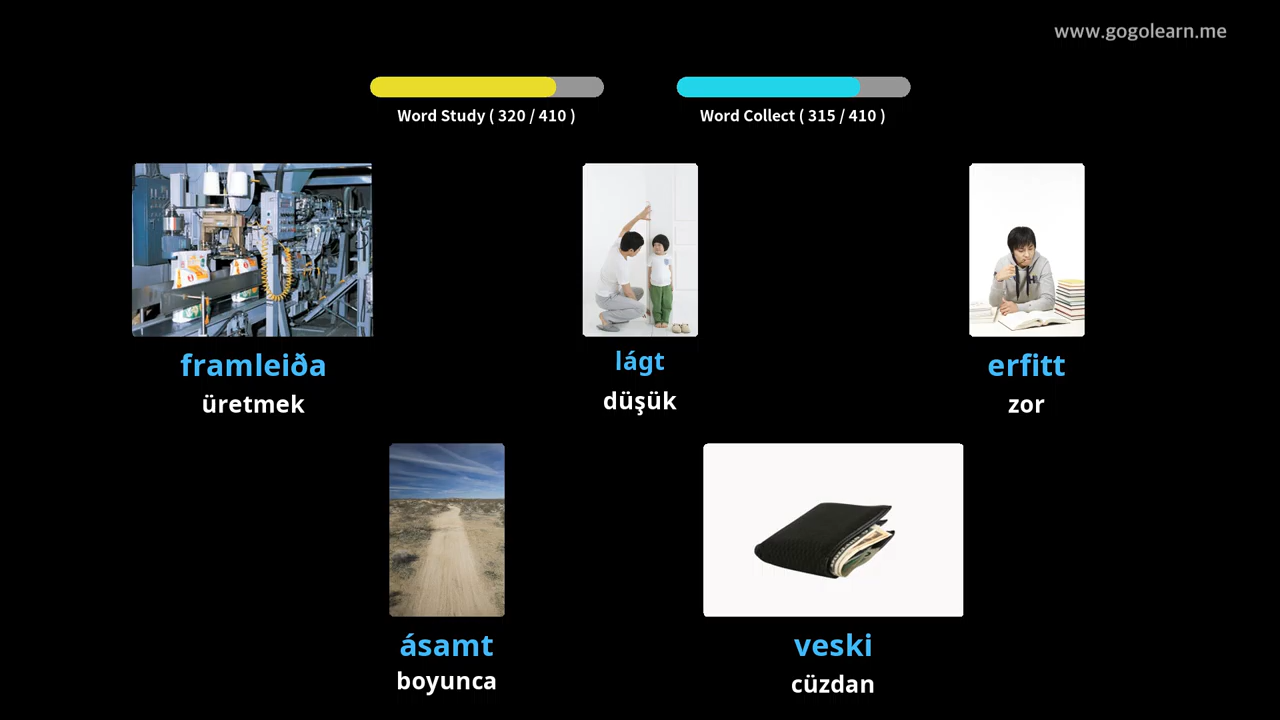 www.gogolearn.me
Word Study ( 320 / 410 )
Word Collect ( 315 / 410 )
framleiða
üretmek
lágt
düşük
erfitt
zor
ásamt
boyunca
veski
cüzdan